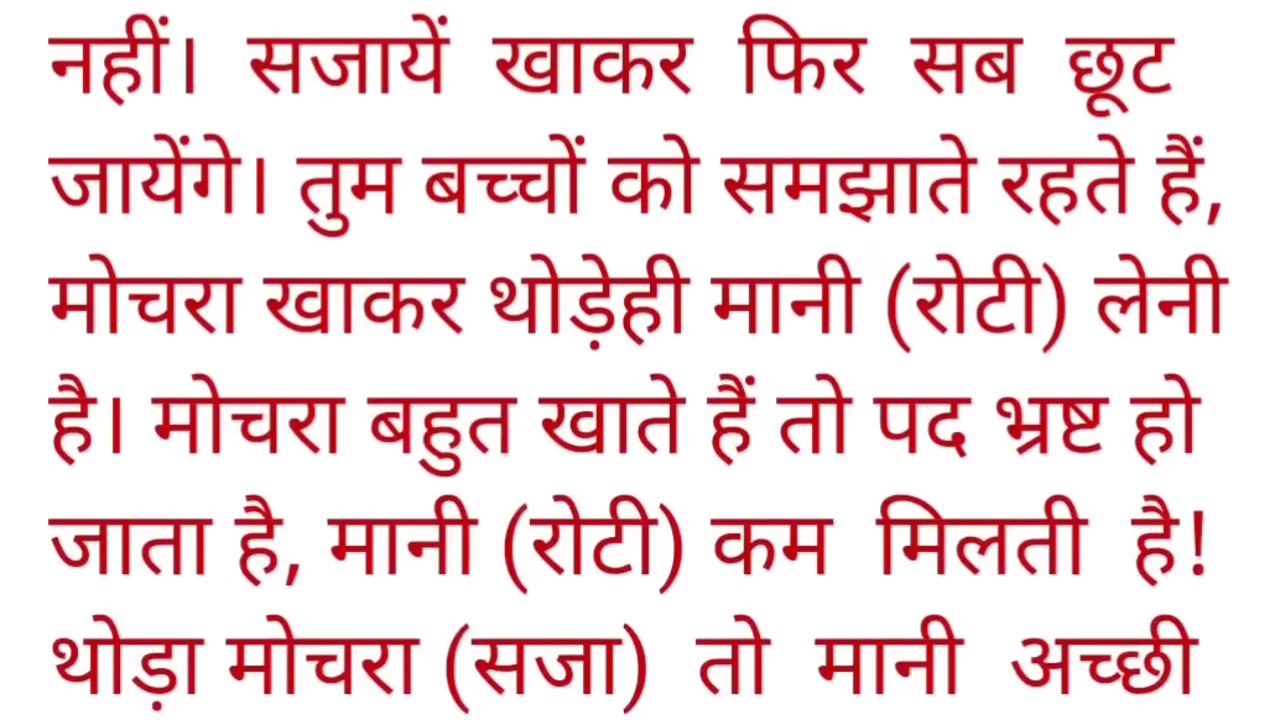 नहीं। सजायें खाकर फिर सब छूट
जायेंगे। तुम बच्चों को समझाते रहते हैं,
मोचरा खाकर थोड़ेही मानी (रोटी) लेनी
है। मोचरा बहुत खाते हैं तो पद भ्रष्ट हो
जाता है, मानी (रोटी) कम मिलती है!
थोड़ा मोचरा (सजा) तो मानी अच्छी